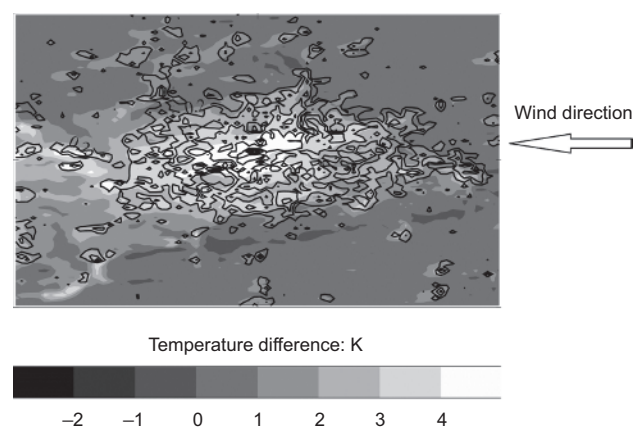 Wind direction
Temperature difference: K
–2 –1 0 1 2 3 4